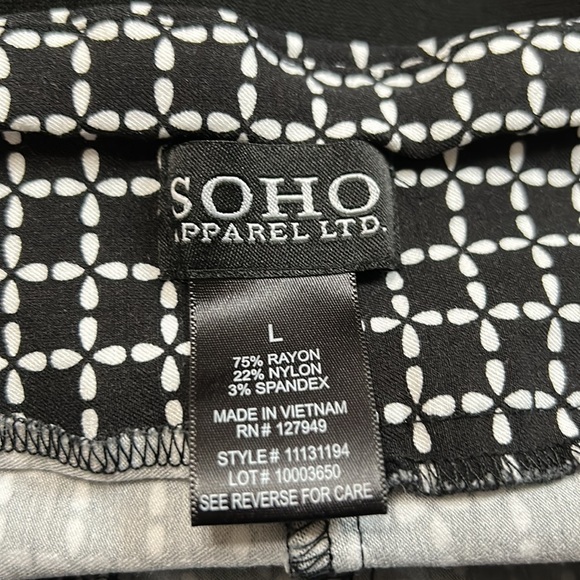 SOHO
APPAREL LTD.
L
75% RAYON
22% NYLON
3% SPANDEX
MADE IN VIETNAM
RN# 127949
STYLE# 11131194
LOT# 10003650
SEE REVERSE FOR CARE